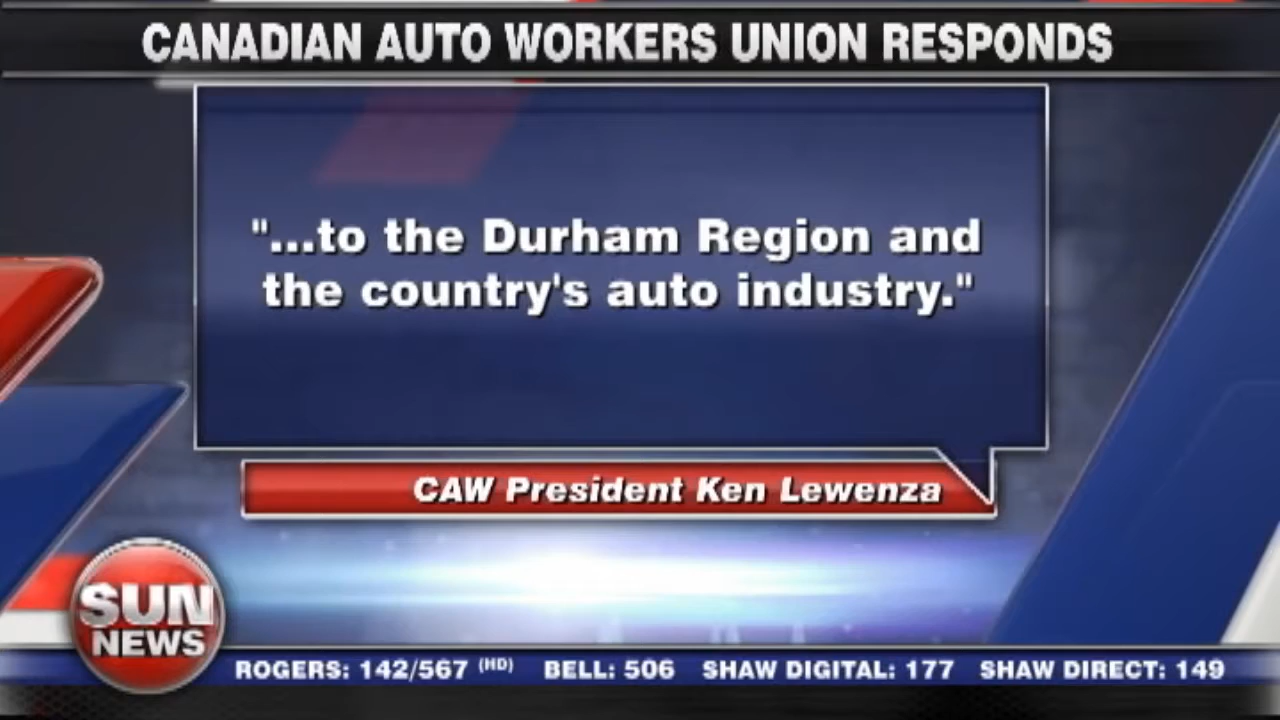 CANADIAN AUTO WORKERS UNION RESPONDS
"...to the Durham Region and
the country's auto industry."
CAW President Ken Lewenza
SUN
NEWS
ROGERS: 142/567 (HD) BELL: 506 SHAW DIGITAL: 177 SHAW DIRECT: 149